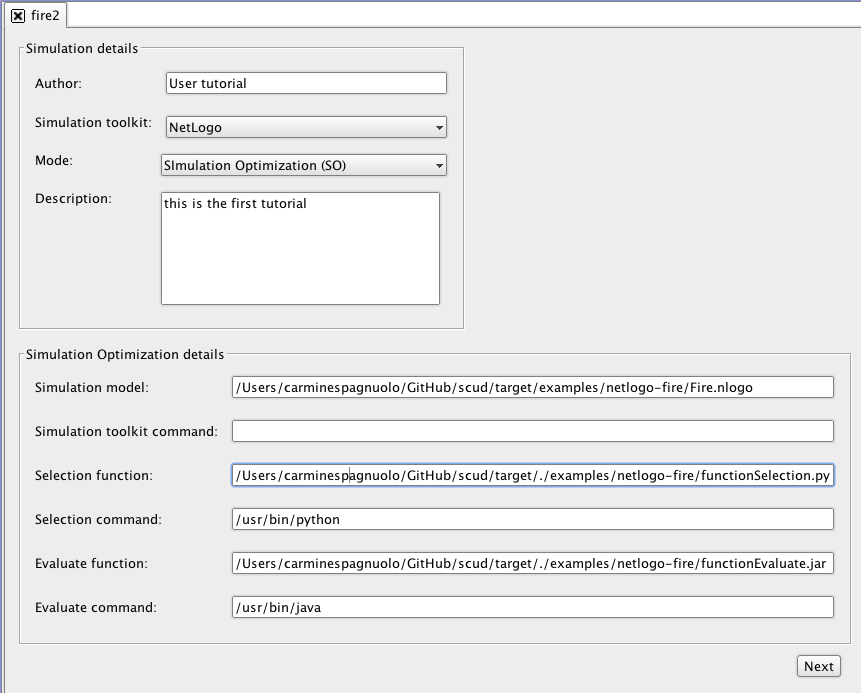 fire2
Simulation details
Author: User tutorial
Simulation toolkit: NetLogo
Mode: SImulation Optimization (SO)
Description: this is the first tutorial
Simulation Optimization details
Simulation model: /Users/carminespagnuolo/GitHub/scud/target/examples/netlogo-fire/Fire.nlogo
Simulation toolkit command:
Selection function: /Users/carminespagnuolo/GitHub/scud/target/./examples/netlogo-fire/functionSelection.py
Selection command: /usr/bin/python
Evaluate function: /Users/carminespagnuolo/GitHub/scud/target/./examples/netlogo-fire/functionEvaluate.jar
Evaluate command: /usr/bin/java
Next